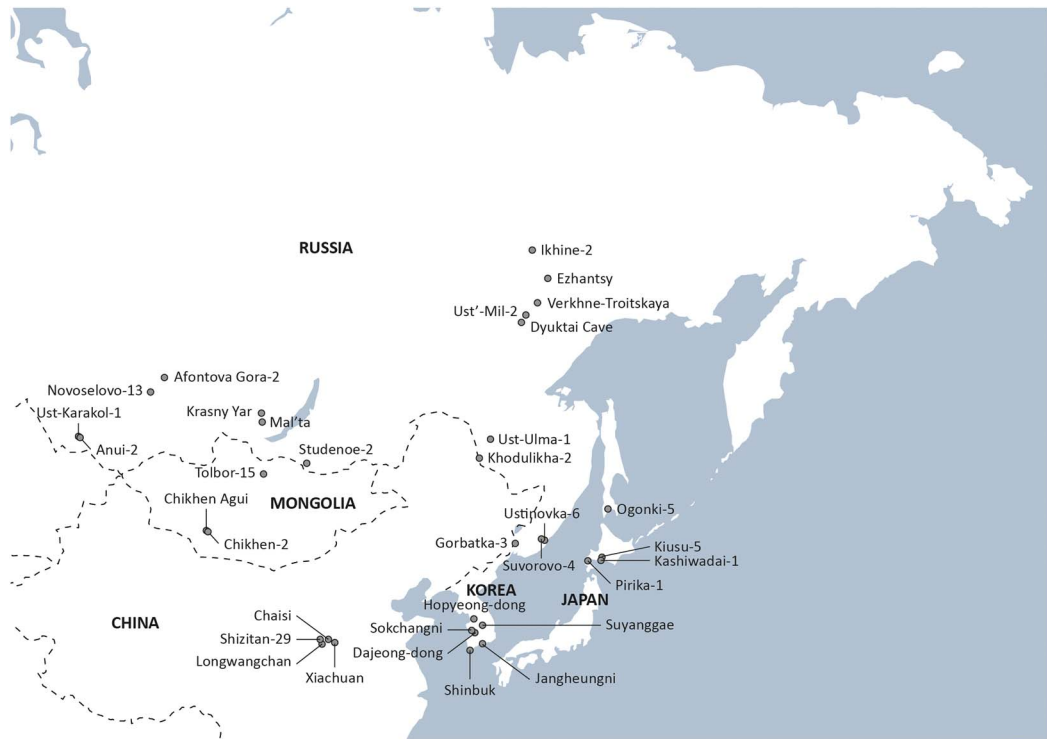 RUSSIA
Ikhine-2
Ezhantsy
Verkhne-Troitskaya
Ust’-Mil-2
Dyuktai Cave
Afontova Gora-2
Novoselovo-13
Ust-Karakol-1
Krasny Yar
Mal’ta
Anui-2
Ust-Ulma-1
Studenoe-2
Khodulikha-2
Tolbor-15
Chikhen Agui
MONGOLIA
Ustinovka-6
Ogonki-5
Chikhen-2
Gorbatka-3
Kiusu-5
Kashiwadai-1
Suvorovo-4
Pirika-1
KOREA
JAPAN
Hopyeong-dong
Chaisi
CHINA
Sokchangni
Suyanggae
Shizitan-29
Dajeong-dong
Longwangchan
Xiachuan
Jangheungni
Shinbuk